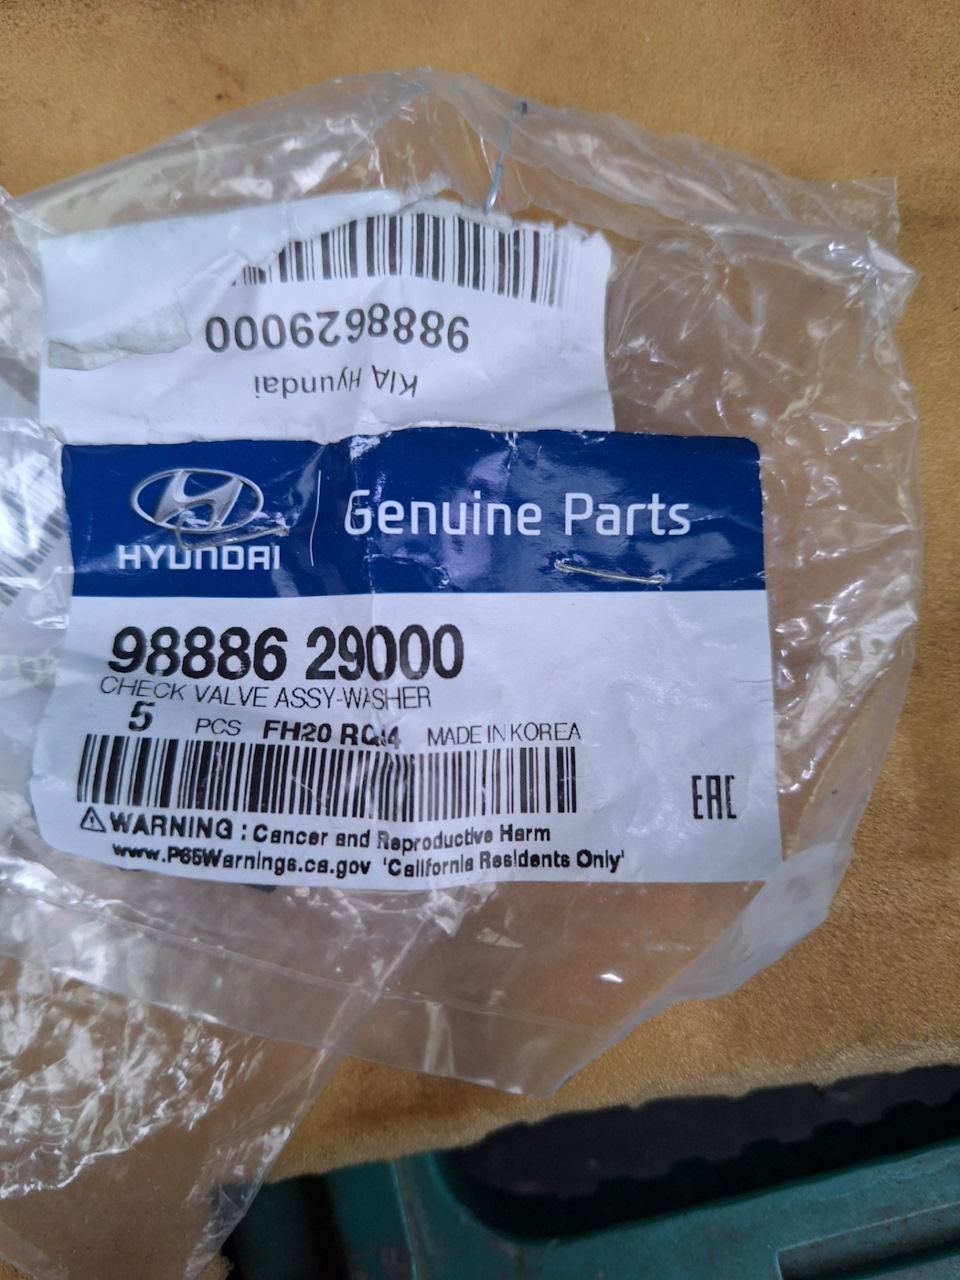 9888629000
KIA, Hyundai
HYUNDAI
Genuine Parts
98886 29000
CHECK VALVE ASSY-WASHER
5 PCS FH20 MADE IN KOREA
EAC
WARNING : Cancer and Reproductive Harm
www.P65Warnings.ca.gov 'California Residents Only'